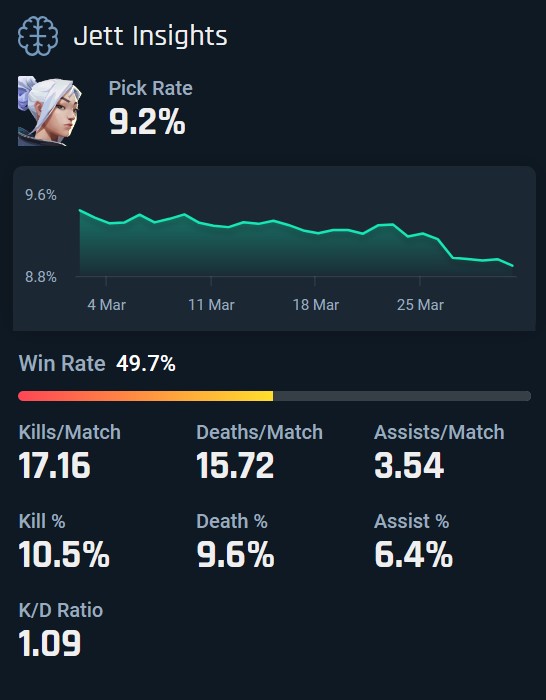 Jett Insights
Pick Rate
9.2%
9.6%
8.8%
4 Mar 11 Mar 18 Mar 25 Mar
Win Rate 49.7%
Kills/Match Deaths/Match Assists/Match
17.16 15.72 3.54
Kill % Death % Assist %
10.5% 9.6% 6.4%
K/D Ratio
1.09